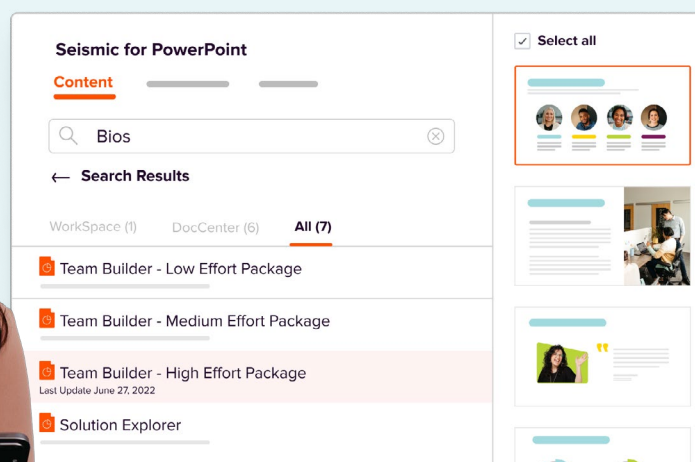 Seismic for PowerPoint
Content
Bios
Search Results
WorkSpace (1) DocCenter (6) All (7)
Team Builder - Low Effort Package
Team Builder - Medium Effort Package
Team Builder - High Effort Package
Last Update June 27, 2022
Solution Explorer
Select all